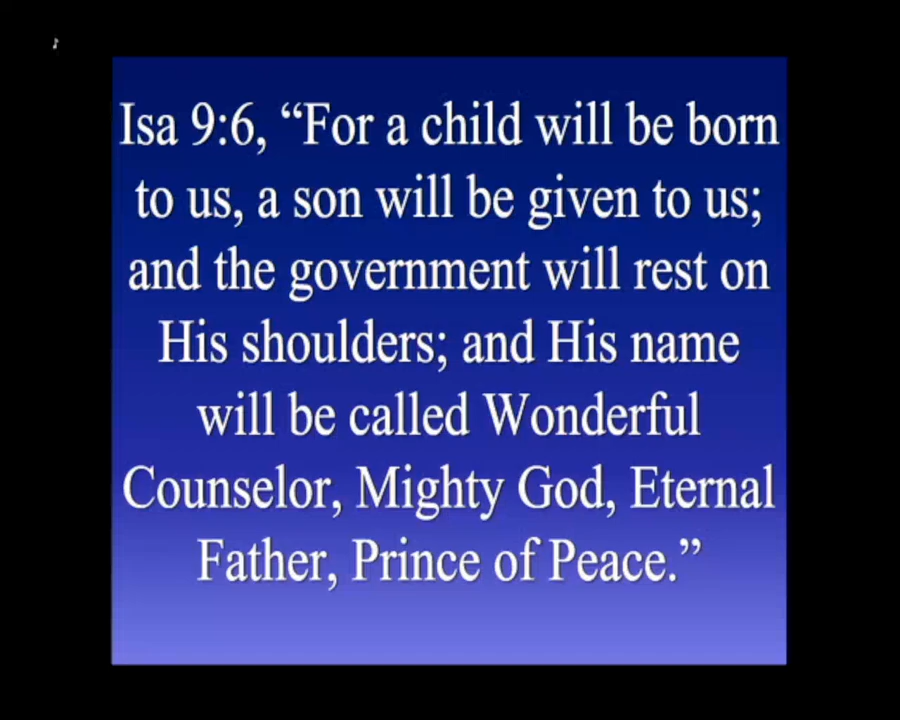 Isa 9:6, “For a child will be born
to us, a son will be given to us;
and the government will rest on
His shoulders; and His name
will be called Wonderful
Counselor, Mighty God, Eternal
Father, Prince of Peace.”